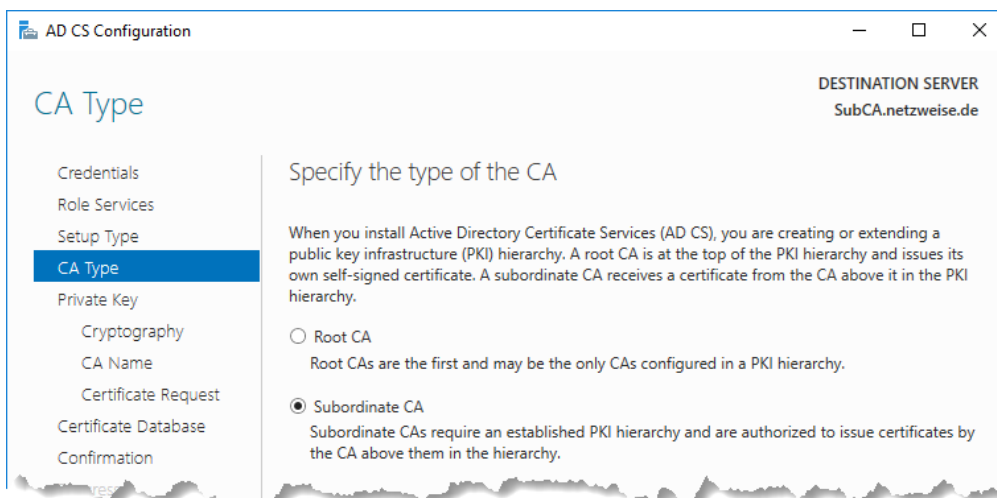 AD CS Configuration
CA Type
DESTINATION SERVER
SubCA.netzweise.de
Credentials
Role Services
Setup Type
CA Type
Private Key
Cryptography
CA Name
Certificate Request
Certificate Database
Confirmation
Specify the type of the CA
When you install Active Directory Certificate Services (AD CS), you are creating or extending a
public key infrastructure (PKI) hierarchy. A root CA is at the top of the PKI hierarchy and issues its
own self-signed certificate. A subordinate CA receives a certificate from the CA above it in the PKI
hierarchy.
Root CA
Root CAs are the first and may be the only CAs configured in a PKI hierarchy.
Subordinate CA
Subordinate CAs require an established PKI hierarchy and are authorized to issue certificates by
the CA above them in the hierarchy.